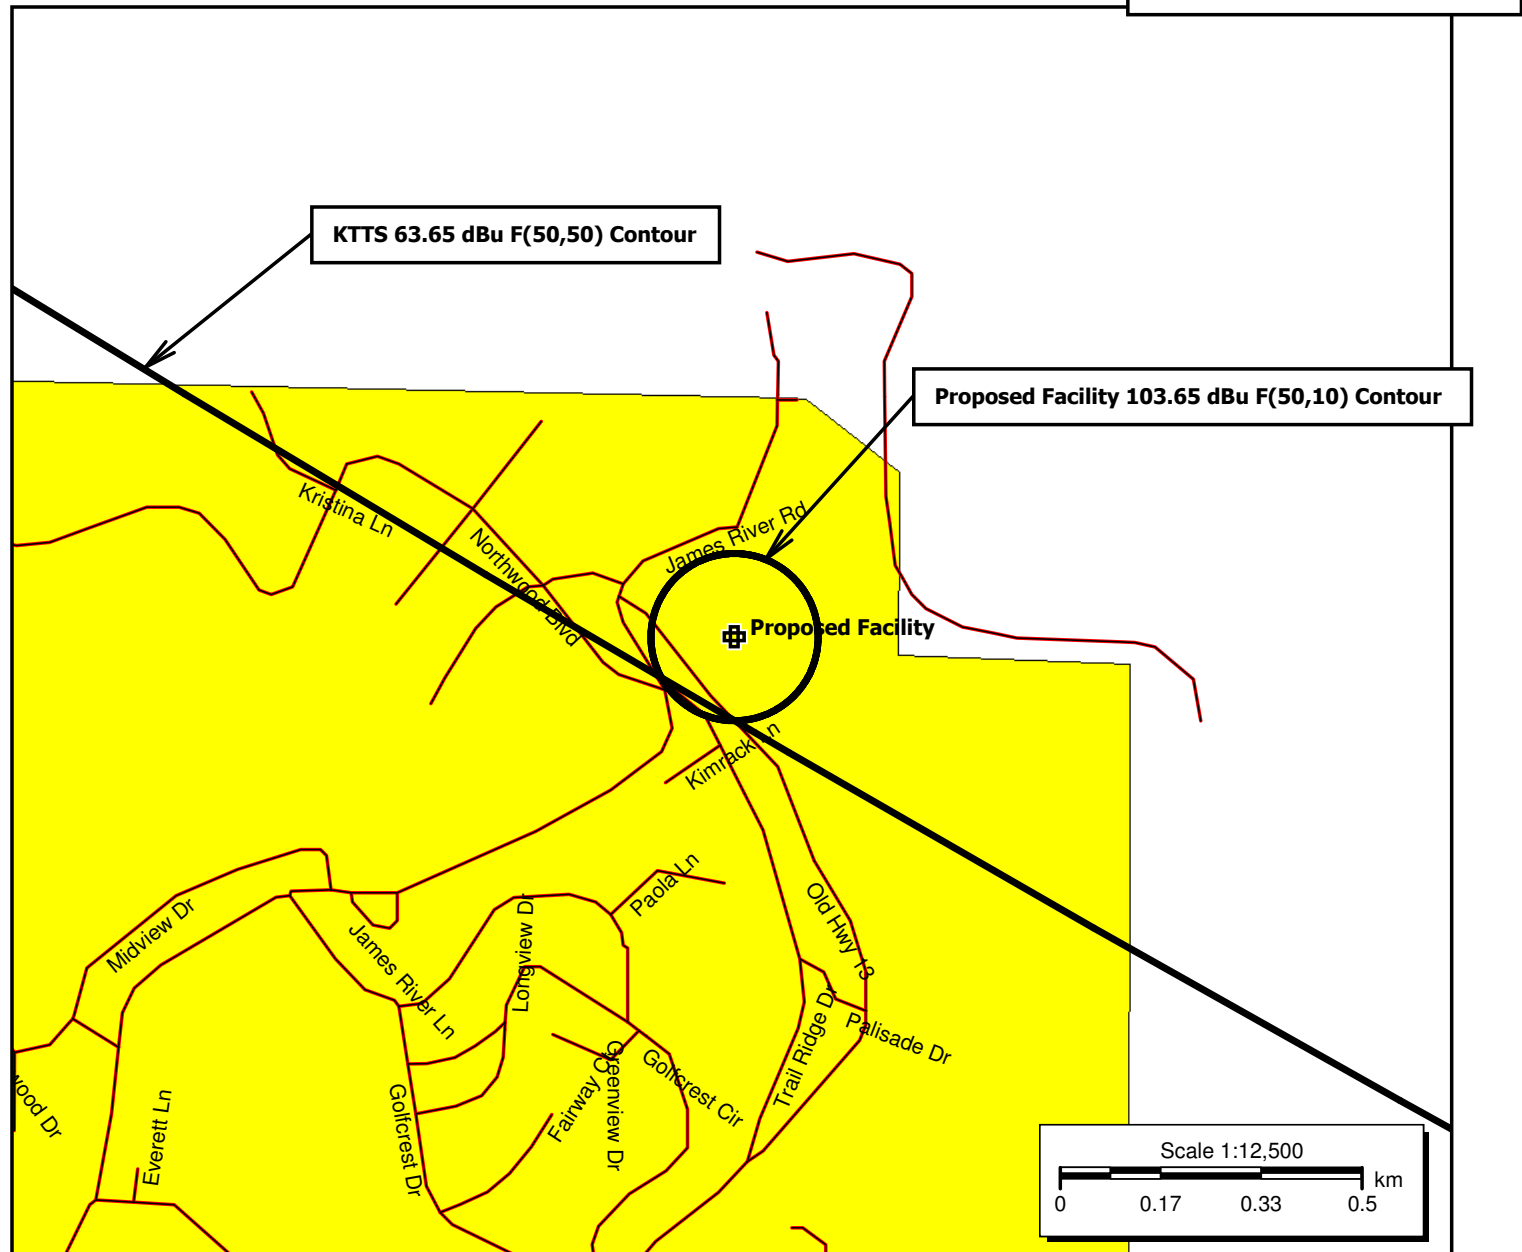 KTTS 63.65 dBu F(50,50) Contour
Proposed Facility 103.65 dBu F(50,10) Contour
Kristina Ln
Northwood Blvd
James River Rd
Proposed Facility
Kimrack Ln
Paola Ln
Midview Dr
James River Ln
Longview Dr
Old Hwy 13
Trail Ridge Dr
Palisade Dr
wood Dr
Everett Ln
Golfcrest Dr
Fairway Ct
Greenview Dr
Golfcrest Cir
Scale 1:12,500
km
0 0.17 0.33 0.5